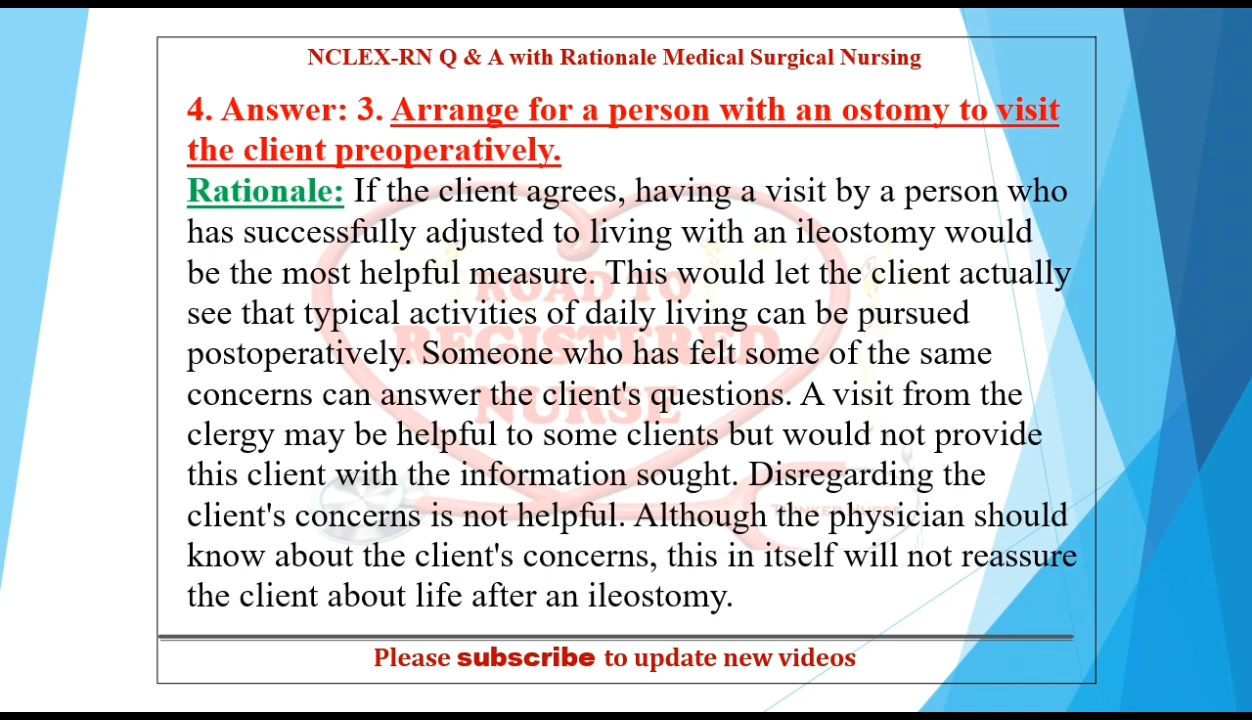 NCLEX-RN Q & A with Rationale Medical Surgical Nursing
4. Answer: 3. Arrange for a person with an ostomy to visit
the client preoperatively.
Rationale: If the client agrees, having a visit by a person who
has successfully adjusted to living with an ileostomy would
be the most helpful measure. This would let the client actually
see that typical activities of daily living can be pursued
postoperatively. Someone who has felt some of the same
concerns can answer the client's questions. A visit from the
clergy may be helpful to some clients but would not provide
this client with the information sought. Disregarding the
client's concerns is not helpful. Although the physician should
know about the client's concerns, this in itself will not reassure
the client about life after an ileostomy.
ROAD TO
REGISTERED
NURSE
Please subscribe to update new videos